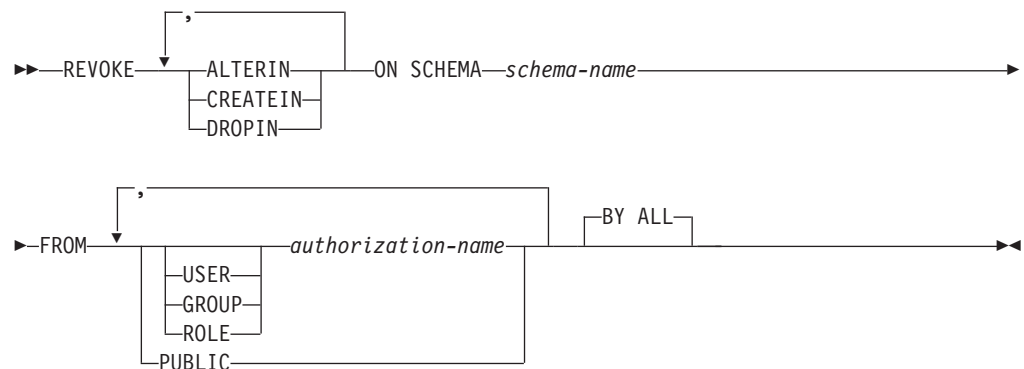 ,
REVOKE ALTERIN ON SCHEMA schema-name
CREATEIN
DROPIN
,
BY ALL
FROM authorization-name
USER
GROUP
ROLE
PUBLIC